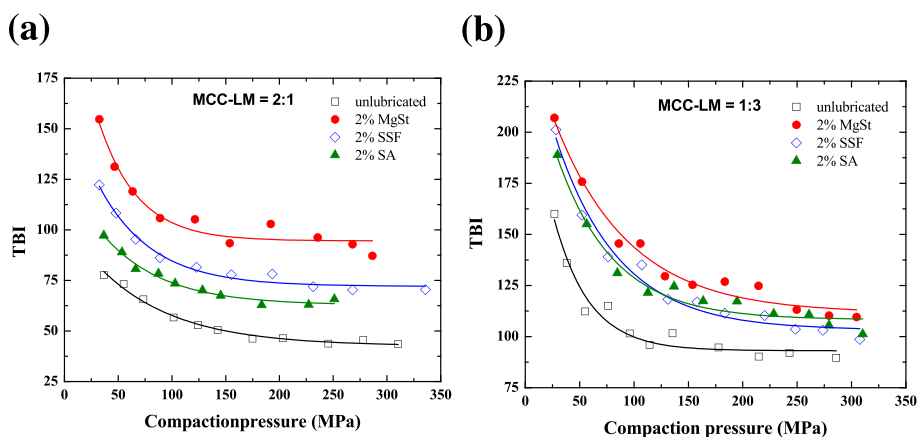 (a)
MCC-LM = 2:1
unlubricated
2% MgSt
2% SSF
2% SA
TBI
175
150
125
100
75
50
25
0 50 100 150 200 250 300 350
Compactionpressure (MPa)
(b)
MCC-LM = 1:3
unlubricated
2% MgSt
2% SSF
2% SA
TBI
225
200
175
150
125
100
75
0 50 100 150 200 250 300 350
Compaction pressure (MPa)